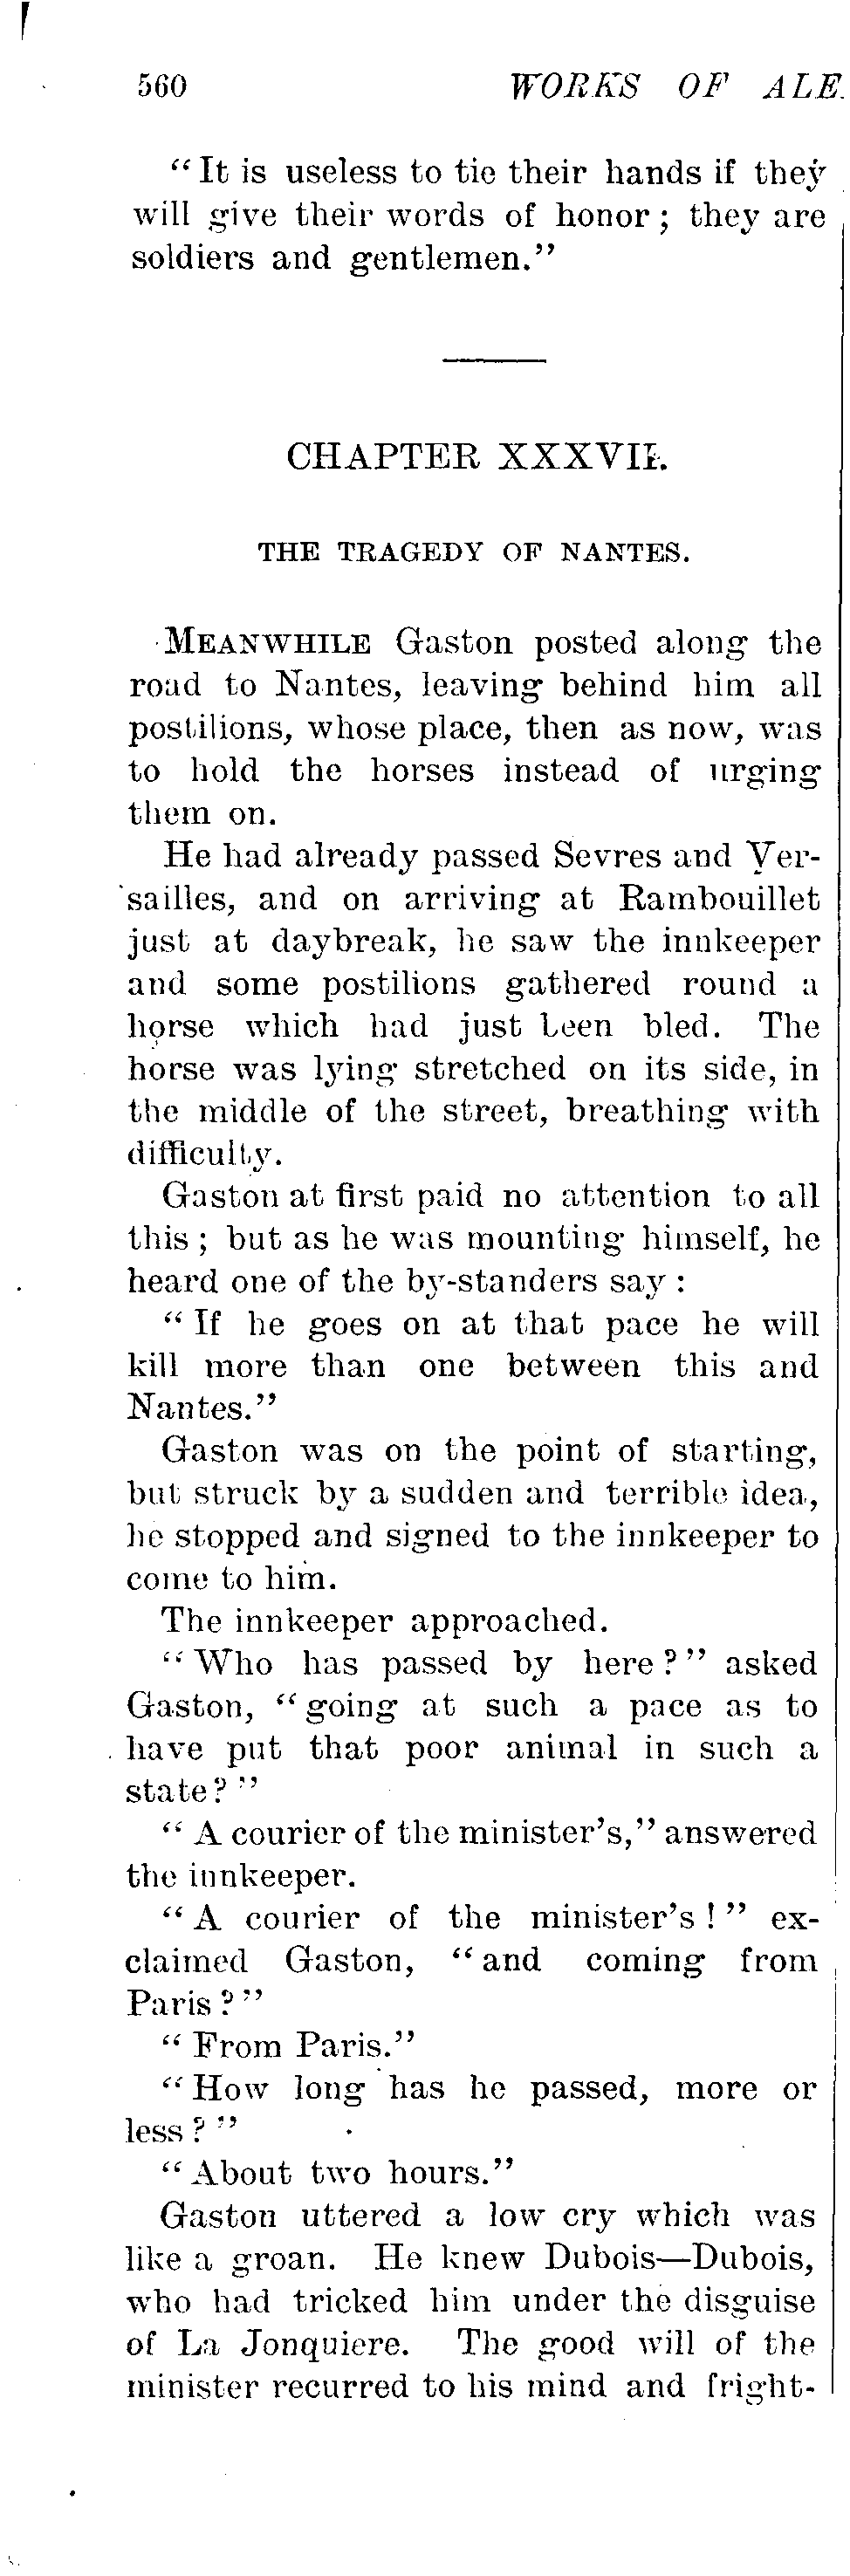 560 WORKS OF ALE
“It is useless to tie their hands if they
will give their words of honor; they are
soldiers and gentlemen.”
CHAPTER XXXVII.
THE TRAGEDY OF NANTES.
MEANWHILE Gaston posted along the
road to Nantes, leaving behind him all
postilions, whose place, then as now, was
to hold the horses instead of urging
them on.
He had already passed Sevres and Ver-
sailles, and on arriving at Rambouillet
just at daybreak, he saw the innkeeper
and some postilions gathered round a
horse which had just been bled. The
horse was lying stretched on its side, in
the middle of the street, breathing with
difficulty.
Gaston at first paid no attention to all
this; but as he was mounting himself, he
heard one of the by-standers say:
“If he goes on at that pace he will
kill more than one between this and
Nantes.”
Gaston was on the point of starting,
but struck by a sudden and terrible idea,
he stopped and signed to the innkeeper to
come to him.
The innkeeper approached.
“Who has passed by here?” asked
Gaston, “going at such a pace as to
have put that poor animal in such a
state?”
“A courier of the minister’s,” answered
the innkeeper.
“A courier of the minister’s!” ex-
claimed Gaston, “and coming from
Paris?”
“From Paris.”
“How long has he passed, more or
less?”
“About two hours.”
Gaston uttered a low cry which was
like a groan. He knew Dubois—Dubois,
who had tricked him under the disguise
of La Jonquiere. The good will of the
minister recurred to his mind and fright-